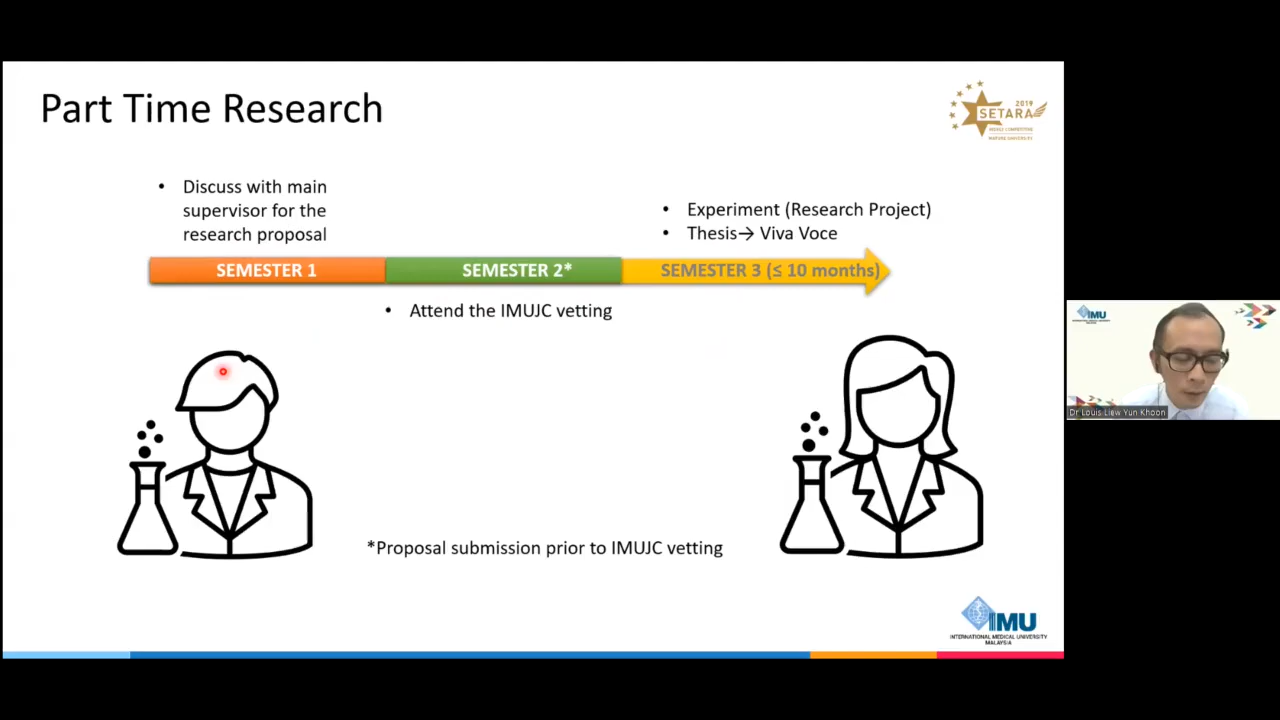 Part Time Research
2019
SETARA
• Discuss with main
supervisor for the
research proposal
• Experiment (Research Project)
• Thesis→ Viva Voce
SEMESTER 1
SEMESTER 2*
SEMESTER 3 (≤ 10 months)
• Attend the IMUJC vetting
IMU
Dr Louis Liew Yun Khoon
*Proposal submission prior to IMUJC vetting
IMU
INTERNATIONAL MEDICAL UNIVERSITY
MALAYSIA